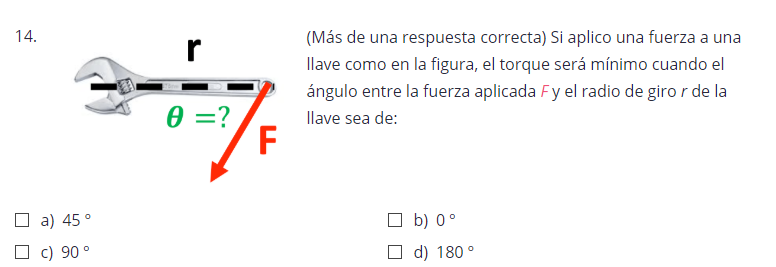 14.
r
θ =?
F
(Más de una respuesta correcta) Si aplico una fuerza a una
llave como en la figura, el torque será mínimo cuando el
ángulo entre la fuerza aplicada F y el radio de giro r de la
llave sea de:
a) 45 °
b) 0 °
c) 90 °
d) 180 °